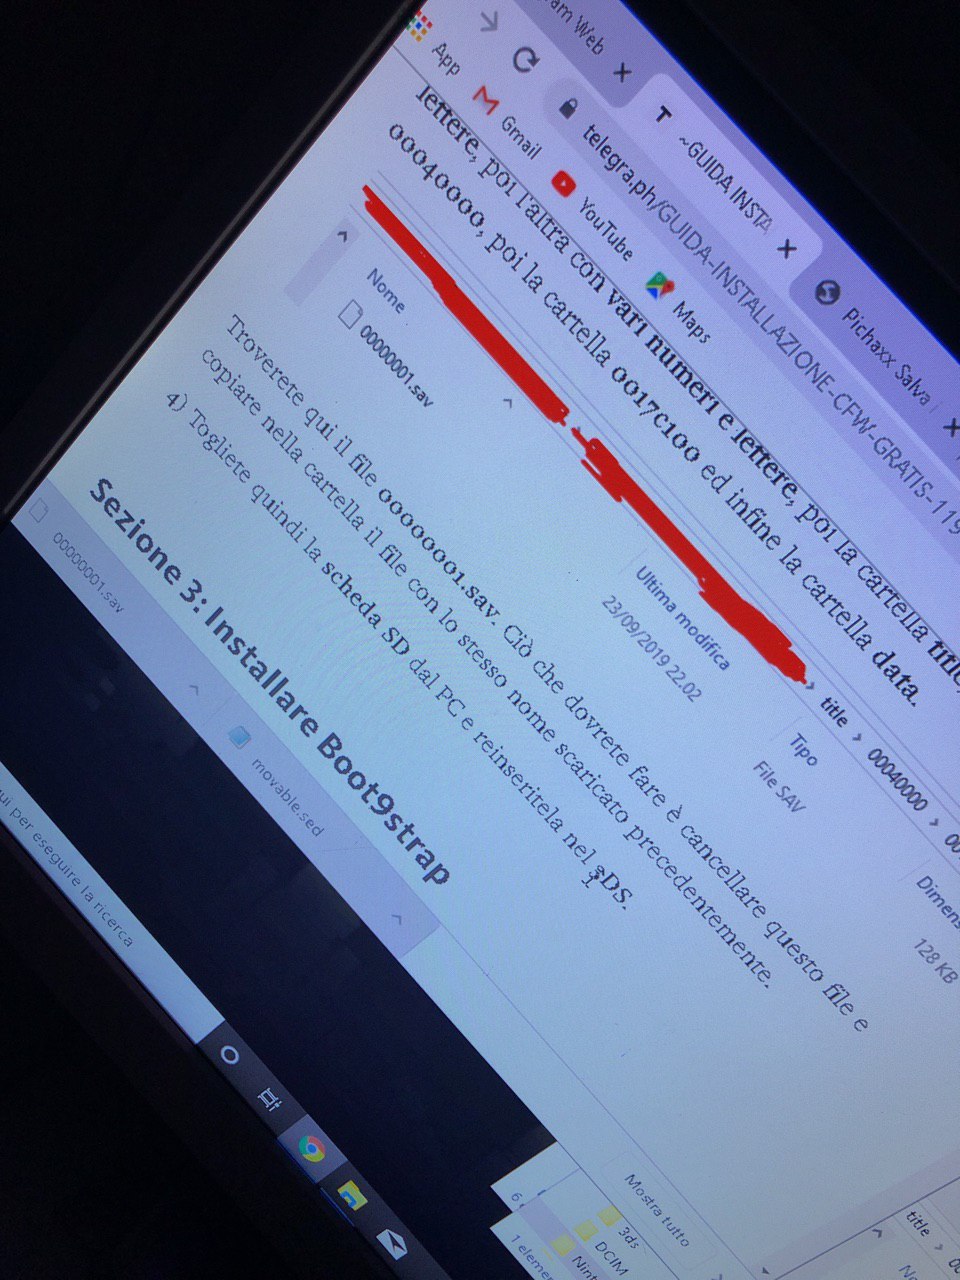 ram Web
~GUIDA INSTA
Pichaxx Salva
telegra.ph/GUIDA-INSTALLAZIONE-CFW-GRATIS-119
App
Gmail
YouTube
Maps
lettere, poi l'altra con vari numeri e lettere, poi la cartella title,
00040000, poi la cartella 0017c100 ed infine la cartella data.
title > 00040000 > 00
Nome
Ultima modifica
Tipo
Dimens
00000001.sav
23/09/2019 22.02
File SAV
128 KB
Troverete qui il file 00000001.sav. Ciò che dovrete fare è cancellare questo file e
copiare nella cartella il file con lo stesso nome scaricato precedentemente.
4) Togliete quindi la scheda SD dal PC e reinseritela nel 3DS.
Sezione 3: Installare Boot9strap
00000001.sav
movable.sed
Mostra tutto
ui per eseguire la ricerca
title
3ds
DCIM
Nint
1 eleme